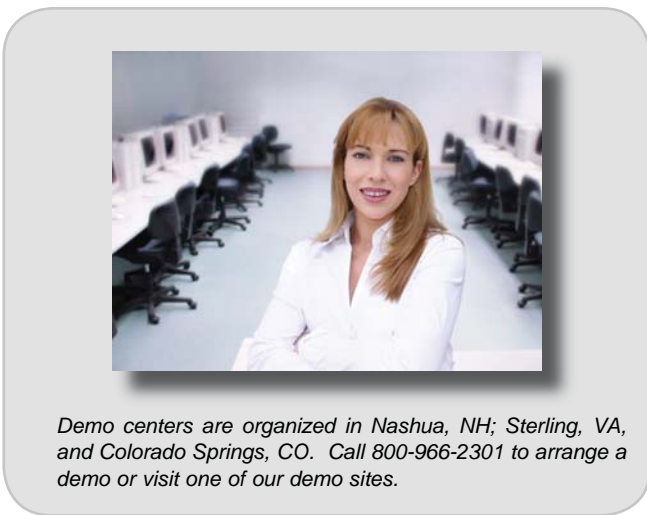 Demo centers are organized in Nashua, NH; Sterling, VA,
and Colorado Springs, CO. Call 800-966-2301 to arrange a
demo or visit one of our demo sites.